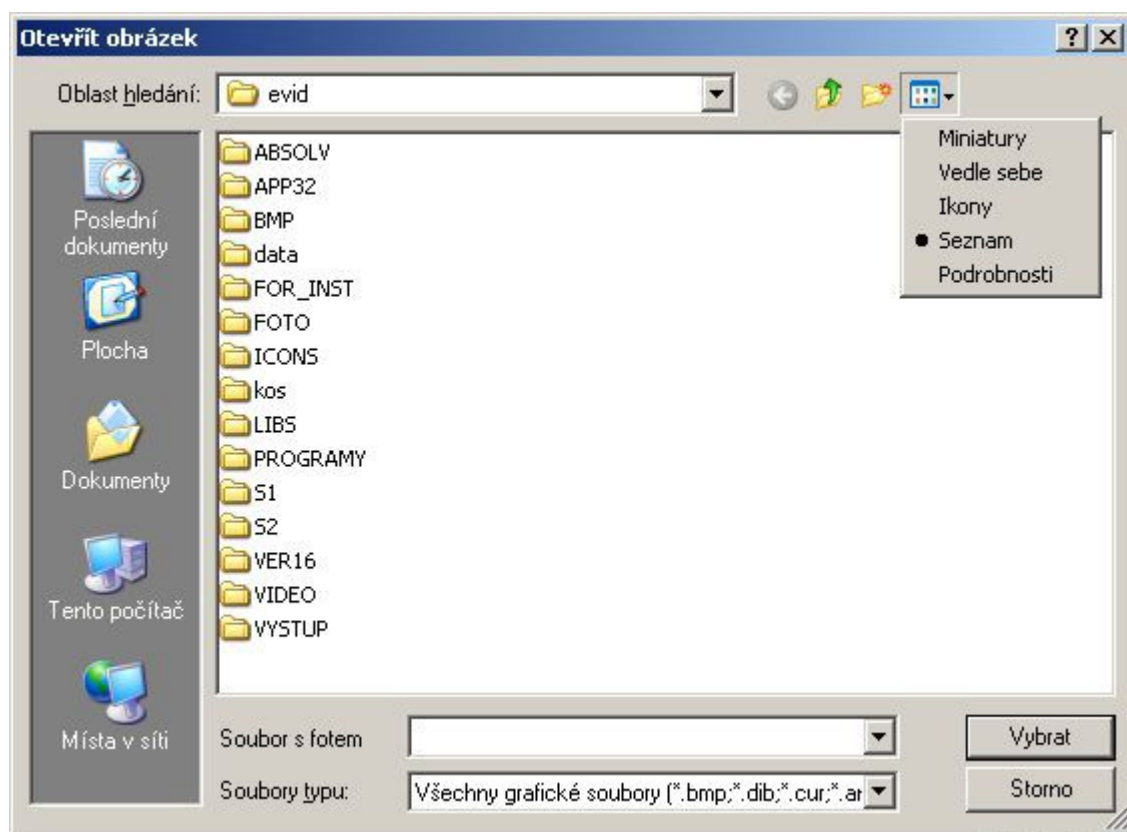 Otevřít obrázek
Oblast hledání:
evid
Miniatury
Vedle sebe
Ikony
Seznam
Podrobnosti
Poslední
dokumenty
Plocha
Dokumenty
Tento počítač
Místa v síti
ABSOLV
APP32
BMP
data
FOR_INST
FOTO
ICONS
kos
LIBS
PROGRAMY
S1
S2
VER16
VIDEO
VYSTUP
Soubor s fotem
Vybrat
Soubory typu:
Všechny grafické soubory (*.bmp;*.dib;*.cur;*.ar
Storno